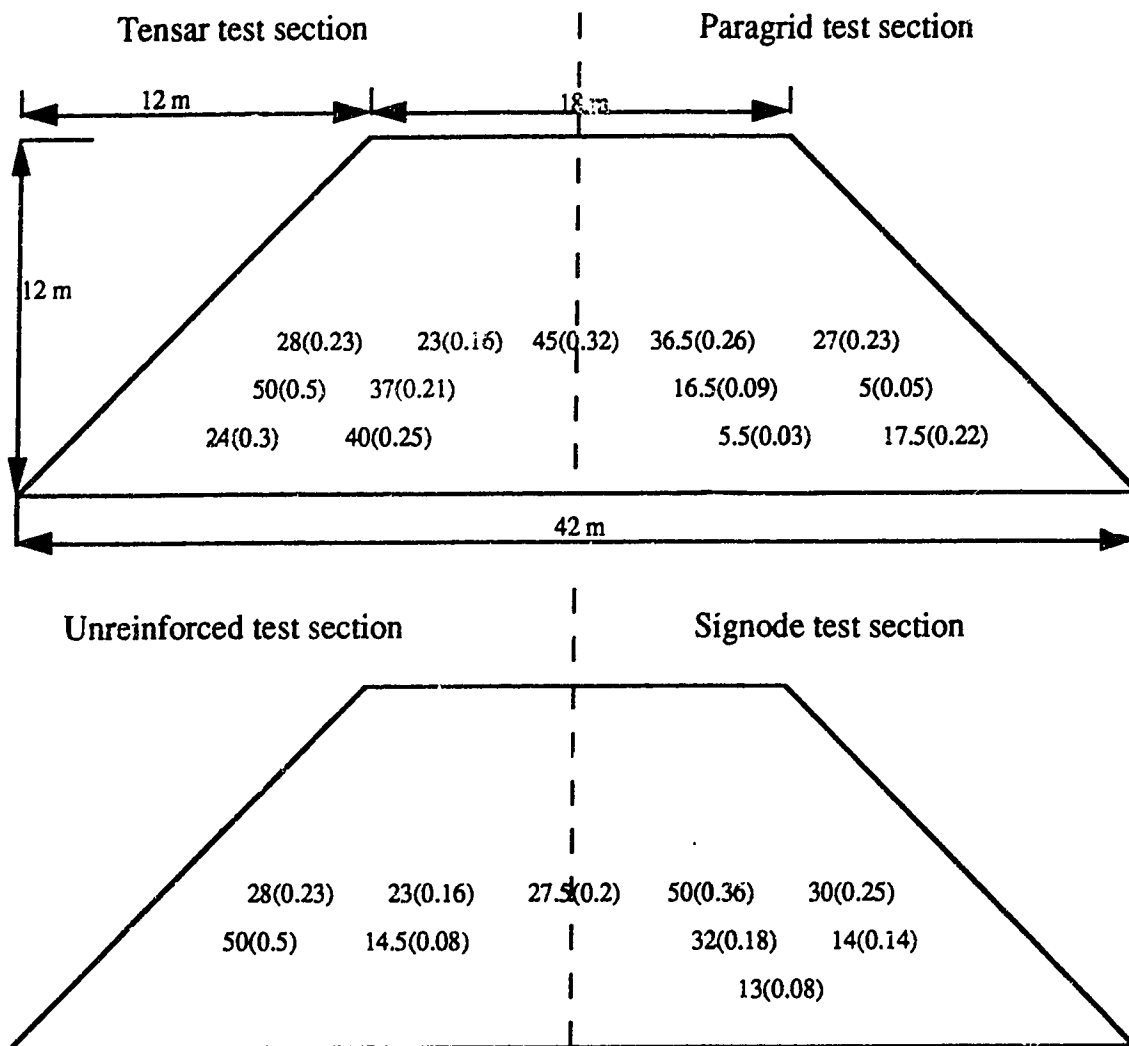 Tensar test section Paragrid test section
12 m 18 m
12 m
28(0.23) 23(0.16) 45(0.32) 36.5(0.26) 27(0.23)
50(0.5) 37(0.21) 16.5(0.09) 5(0.05)
24(0.3) 40(0.25) 5.5(0.03) 17.5(0.22)
42 m
Unreinforced test section Signode test section
28(0.23) 23(0.16) 27.5(0.2) 50(0.36) 30(0.25)
50(0.5) 14.5(0.08) 32(0.18) 14(0.14)
13(0.08)